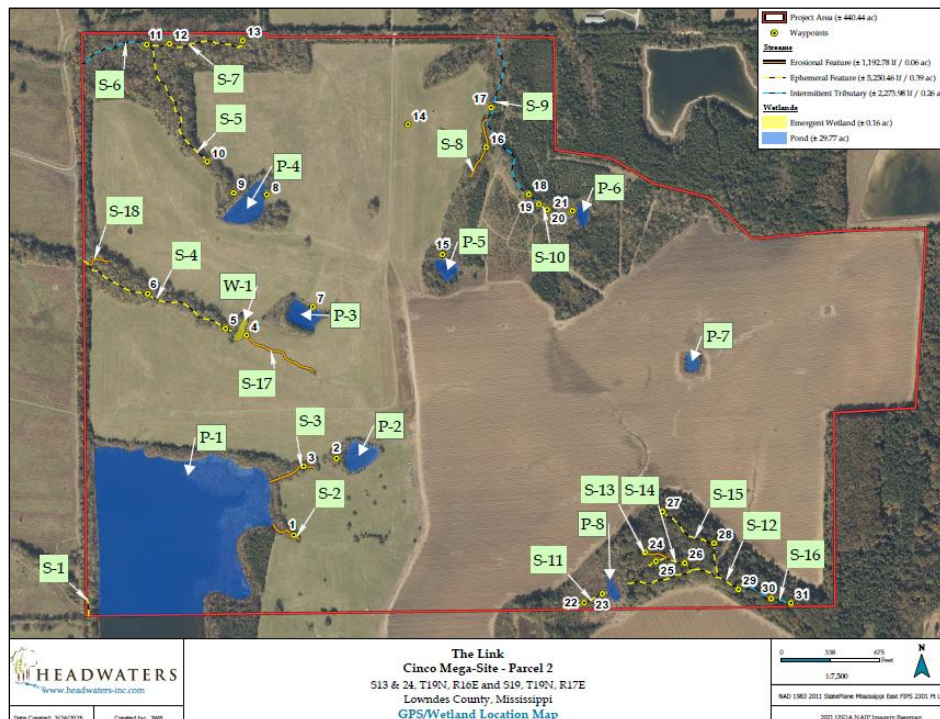 Project Area (± 440.44 ac)
Waypoints
Streams
Erosional Feature (± 1,192.78 lf / 0.06 ac)
Ephemeral Feature (± 5,250.46 lf / 0.39 ac)
Intermittent Tributary (± 2,273.98 lf / 0.26 a
Wetlands
Emergent Wetland (± 0.16 ac)
Pond (± 29.77 ac)
11
12
13
S-6
S-7
S-5
10
9
P-4
8
14
17
S-9
16
S-8
18
19
21
20
P-6
S-10
15
P-5
S-18
S-4
6
W-1
5
4
7
P-3
S-17
P-7
S-3
P-2
2
3
P-1
S-2
1
S-1
S-13
S-14
27
S-15
S-12
28
P-8
24
25
26
S-11
S-16
22
23
29
30
31
HEADWATERS
www.headwaters-inc.com
The Link
Cinco Mega-Site - Parcel 2
S13 & 24, T19N, R16E and S19, T19N, R17E
Lowndes County, Mississippi
GPS/Wetland Location Map
0 338 675
Feet
N
1:7,500
NAD 1983 2011 StatePlane Mississippi East FIPS 2301 Ft U
2021 USDA NAIP Imagery Basemap